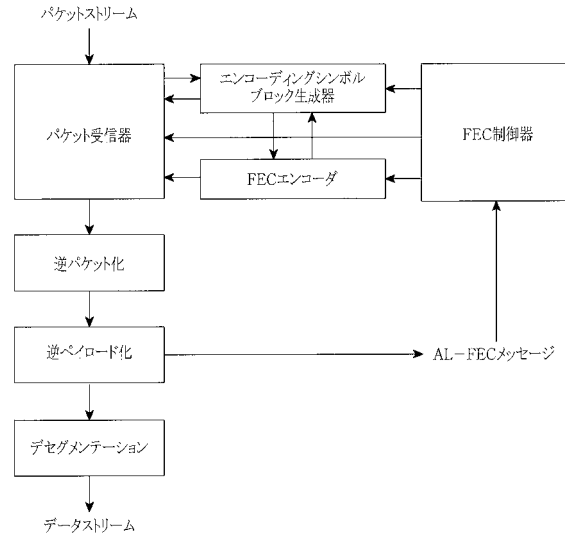 パケットストリーム
パケット受信器
エンコーディングシンボル
ブロック生成器
FECエンコーダ
FEC制御器
逆パケット化
逆ペイロード化
AL-FECメッセージ
デセグメンテーション
データストリーム